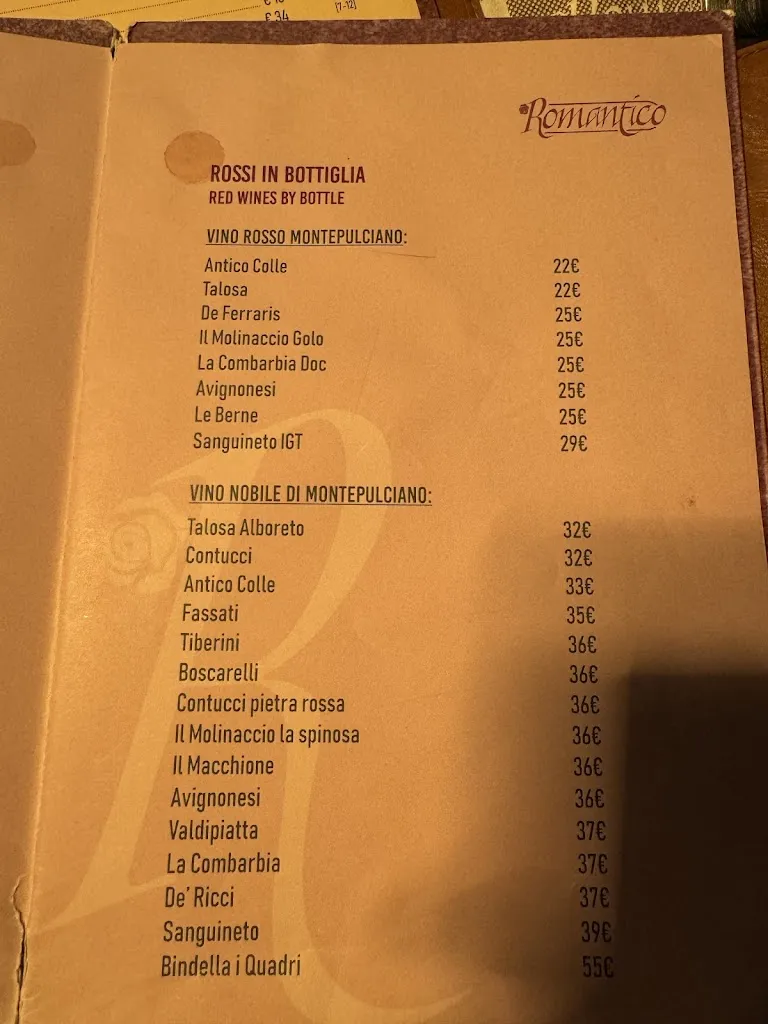 € 34
(7-12)
Romantico
ROSSI IN BOTTIGLIA
RED WINES BY BOTTLE
VINO ROSSO MONTEPULCIANO:
Antico Colle 22€
Talosa 22€
De Ferraris 25€
Il Molinaccio Golo 25€
La Combarbia Doc 25€
Avignonesi 25€
Le Berne 25€
Sanguineto IGT 29€
VINO NOBILE DI MONTEPULCIANO:
Talosa Alboreto 32€
Contucci 32€
Antico Colle 33€
Fassati 35€
Tiberini 36€
Boscarelli 36€
Contucci pietra rossa 36€
Il Molinaccio la spinosa 36€
Il Macchione 36€
Avignonesi 36€
Valdipiatta 37€
La Combarbia 37€
De' Ricci 37€
Sanguineto 39€
Bindella i Quadri 55€